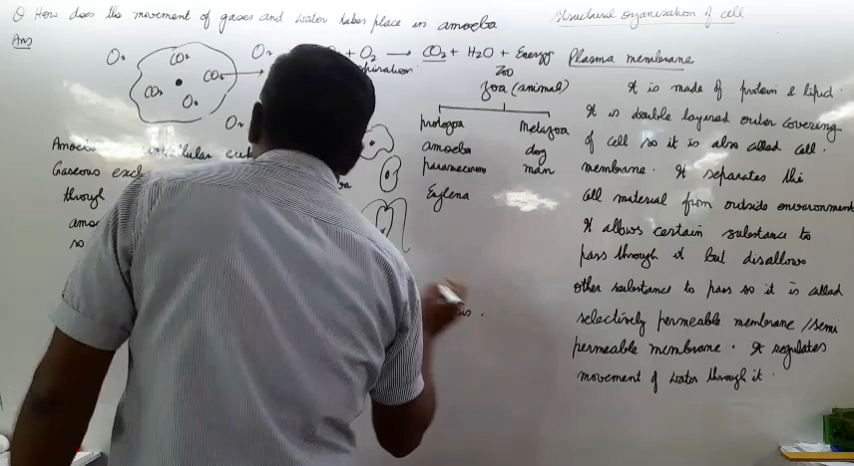 Q How does the movement of gases and water takes place in amoeba
Ans
O₂ CO₂ O₂ + O₂ → CO₂ + H₂O + Energy
CO₂ CO₂ O₂
O₂
Zoo
Zoa (animal)
protozoa Metazoa
amoeba dog
paramecium man
Euglena
Gaseous
through
so
Structural organisation of cell
Plasma membrane
It is made of protein & lipid.
It is double layered outer covering
of cell so it is also called cell.
membrane. It separates the
cell material from outside environment
It allows certain substance to
pass through it but disallows
other substance to pass so it is called
selectively permeable membrane / semi
permeable membrane. It regulates
movement of water through it.